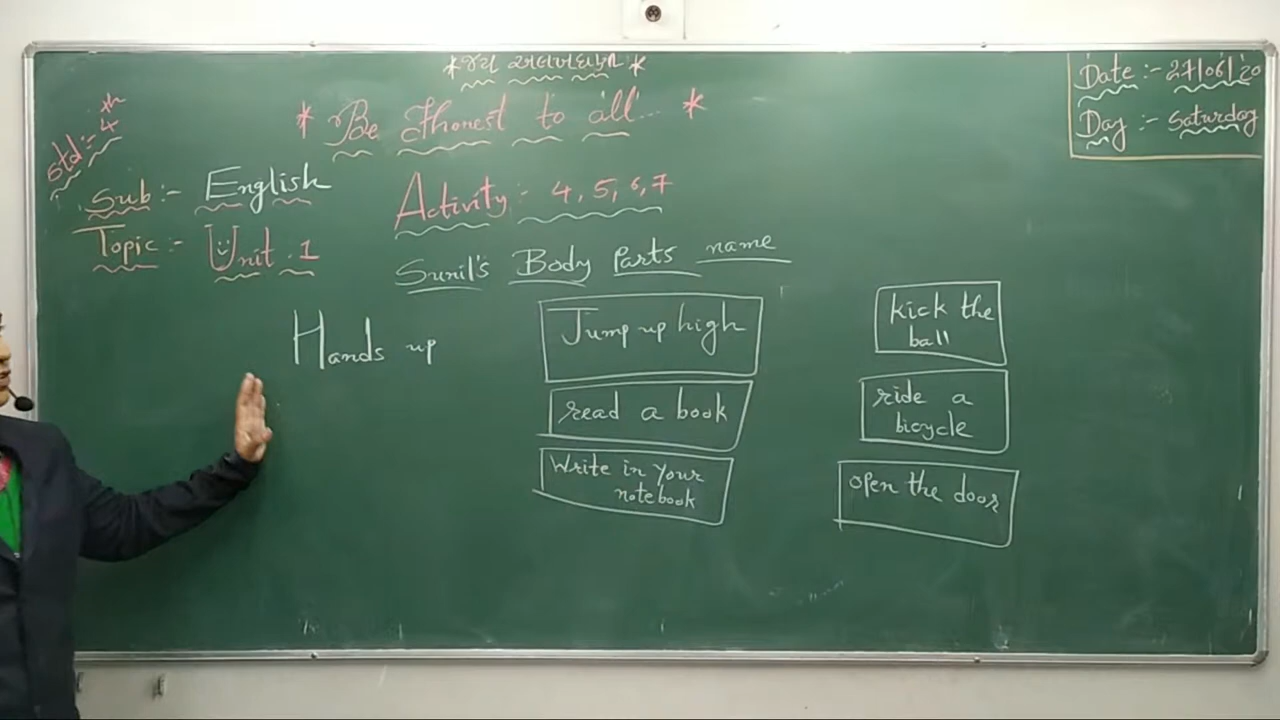 * જય સ્વામિનારાયણ *
Date :- 27/06/20
Day :- Saturday
* Be Honest to all... *
std :- 4th
Sub :- English
Activity :- 4, 5, 6, 7
Topic :- Unit . 1
Sunil's Body Parts name
Hands up
Jump up high
kick the
ball
read a book
ride a
bicycle
Write in your
notebook
open the door